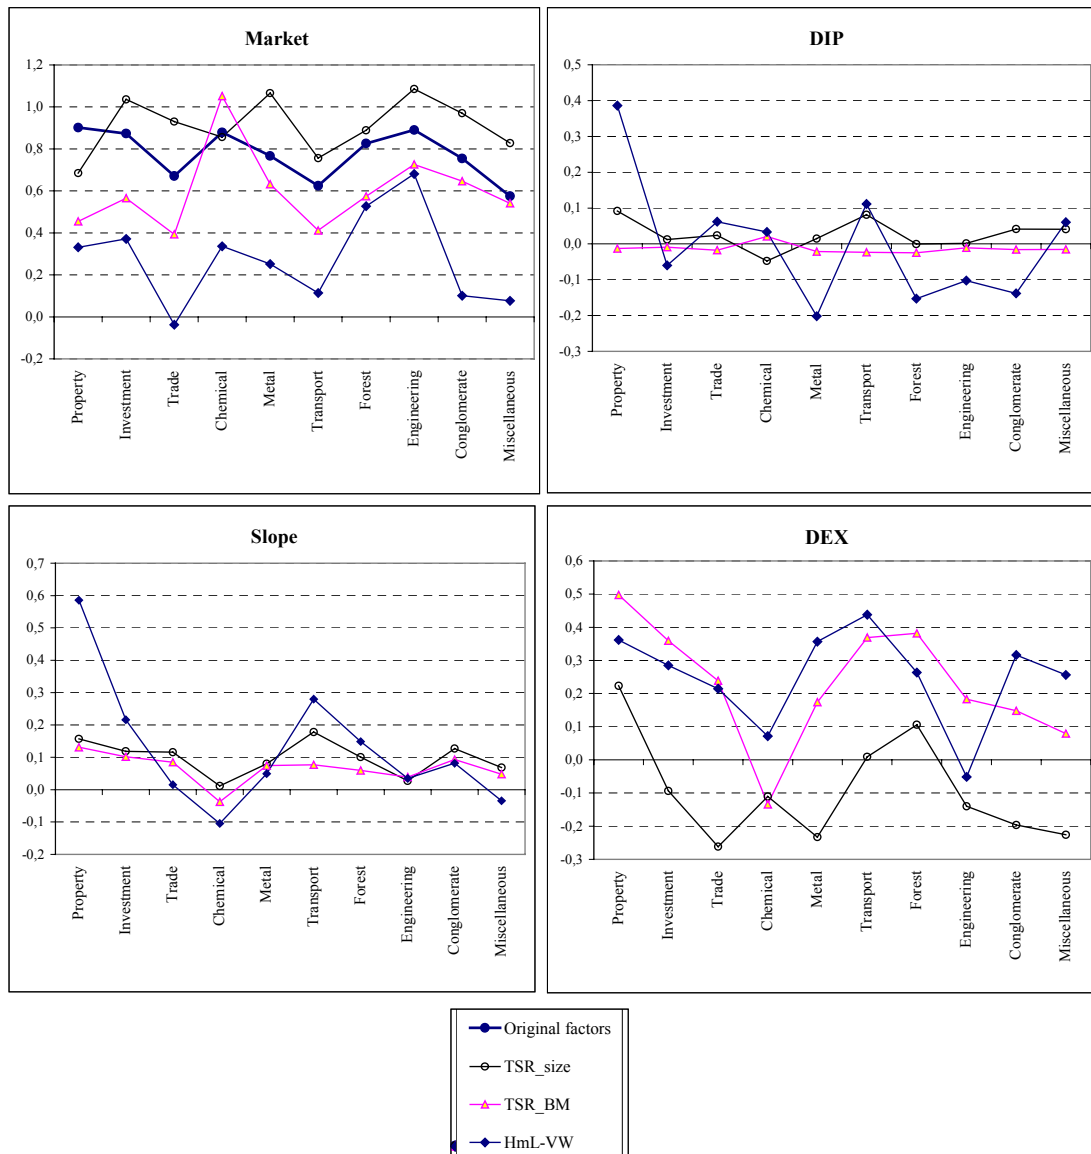 Market
1,2
1,0
0,8
0,6
0,4
0,2
0,0
-0,2
Property
Investment
Trade
Chemical
Metal
Transport
Forest
Engineering
Conglomerate
Miscellaneous
DIP
0,5
0,4
0,3
0,2
0,1
0,0
-0,1
-0,2
-0,3
Property
Investment
Trade
Chemical
Metal
Transport
Forest
Engineering
Conglomerate
Miscellaneous
Slope
0,7
0,6
0,5
0,4
0,3
0,2
0,1
0,0
-0,1
-0,2
Property
Investment
Trade
Chemical
Metal
Transport
Forest
Engineering
Conglomerate
Miscellaneous
DEX
0,6
0,5
0,4
0,3
0,2
0,1
0,0
-0,1
-0,2
-0,3
Property
Investment
Trade
Chemical
Metal
Transport
Forest
Engineering
Conglomerate
Miscellaneous
Original factors
TSR_size
TSR_BM
HmL-VW